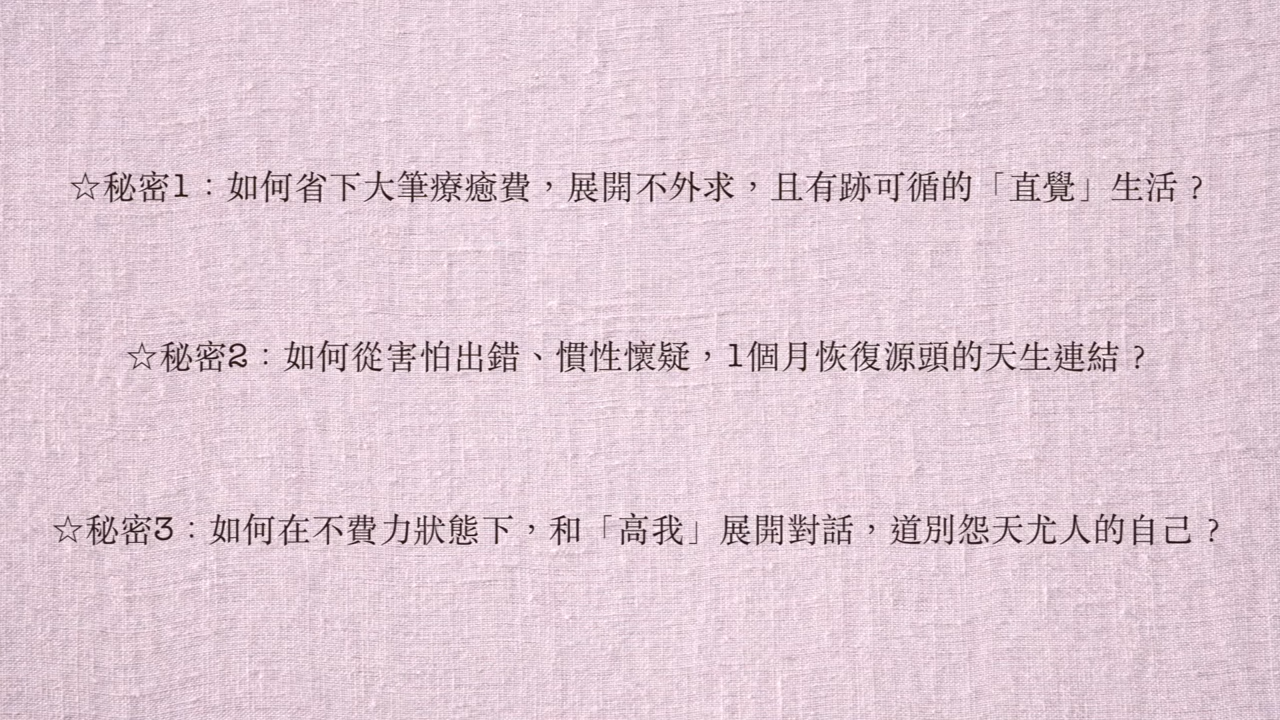 ☆秘密1：如何省下大筆療癒費，展開不外求，且有跡可循的「直覺」生活？
☆秘密2：如何從害怕出錯、慣性懷疑，1個月恢復源頭的天生連結？
☆秘密3：如何在不費力狀態下，和「高我」展開對話，道別怨天尤人的自己？